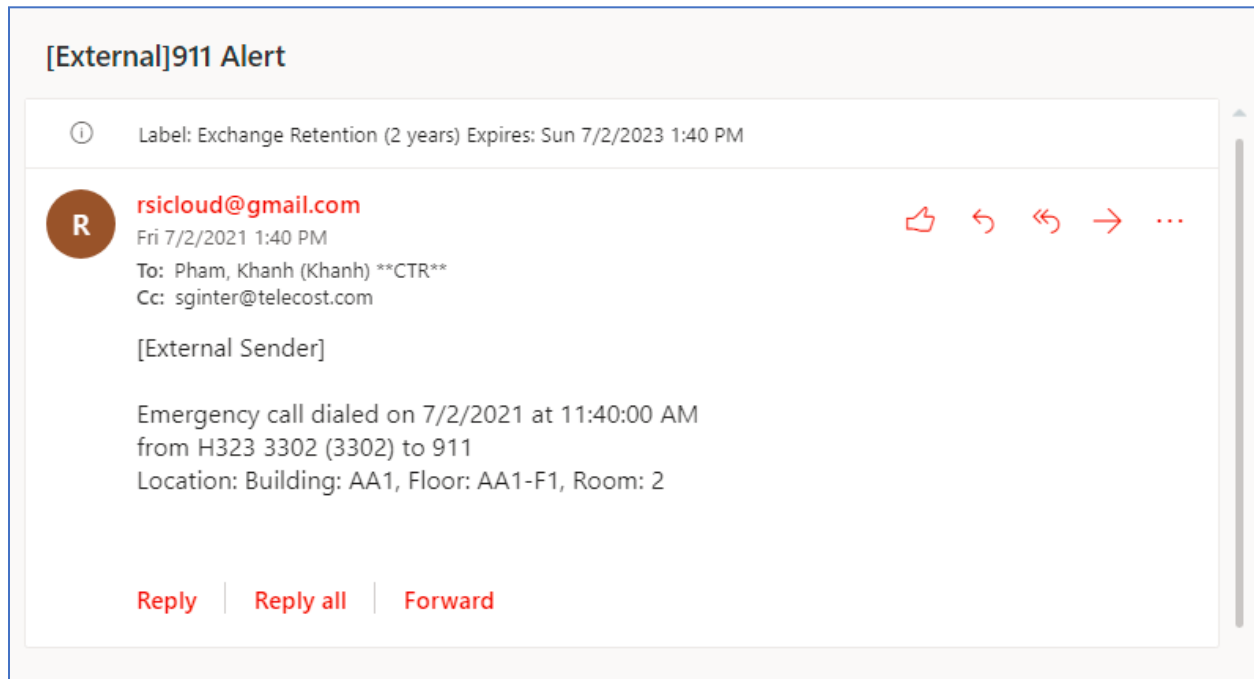 [External]911 Alert
Label: Exchange Retention (2 years) Expires: Sun 7/2/2023 1:40 PM
R
rsicloud@gmail.com
Fri 7/2/2021 1:40 PM
To: Pham, Khanh (Khanh) **CTR**
Cc: sginter@telecost.com
[External Sender]
Emergency call dialed on 7/2/2021 at 11:40:00 AM
from H323 3302 (3302) to 911
Location: Building: AA1, Floor: AA1-F1, Room: 2
Reply Reply all Forward